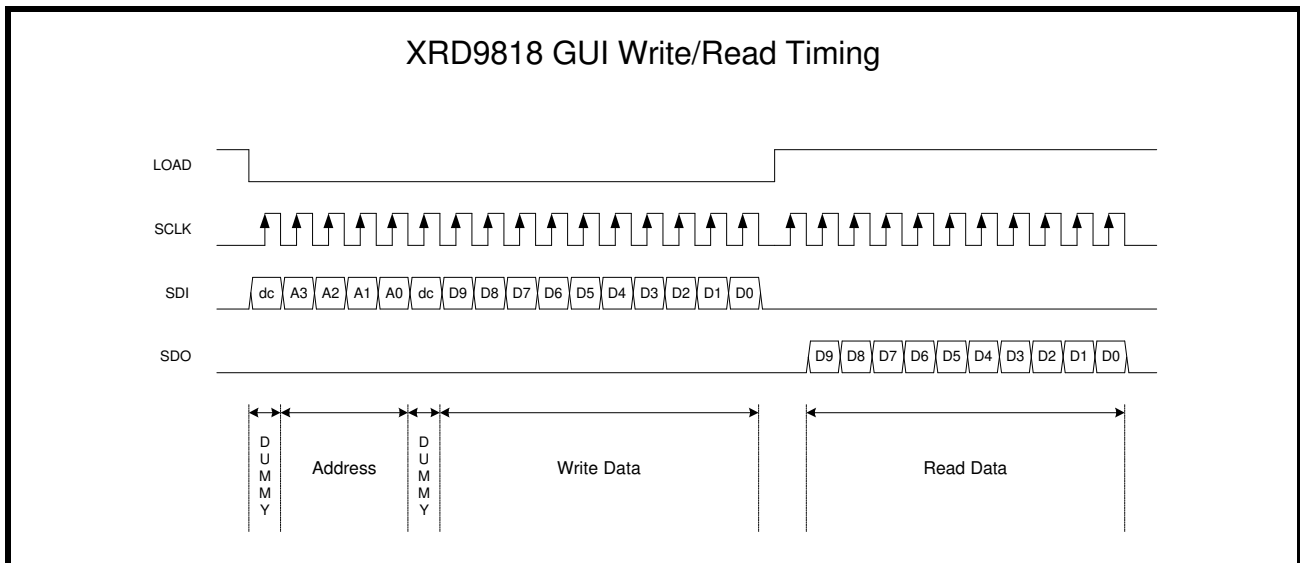 XRD9818 GUI Write/Read Timing
LOAD
SCLK
SDI dc A3 A2 A1 A0 dc D9 D8 D7 D6 D5 D4 D3 D2 D1 D0
SDO D9 D8 D7 D6 D5 D4 D3 D2 D1 D0
DUMMY Address DUMMY Write Data Read Data